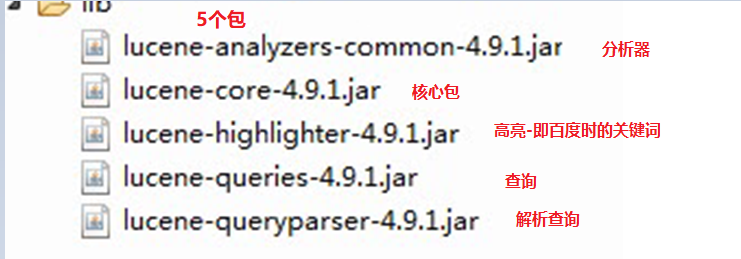 lib
5个包
lucene-analyzers-common-4.9.1.jar 分析器
lucene-core-4.9.1.jar 核心包
lucene-highlighter-4.9.1.jar 高亮-即百度时的关键词
lucene-queries-4.9.1.jar 查询
lucene-queryparser-4.9.1.jar 解析查询